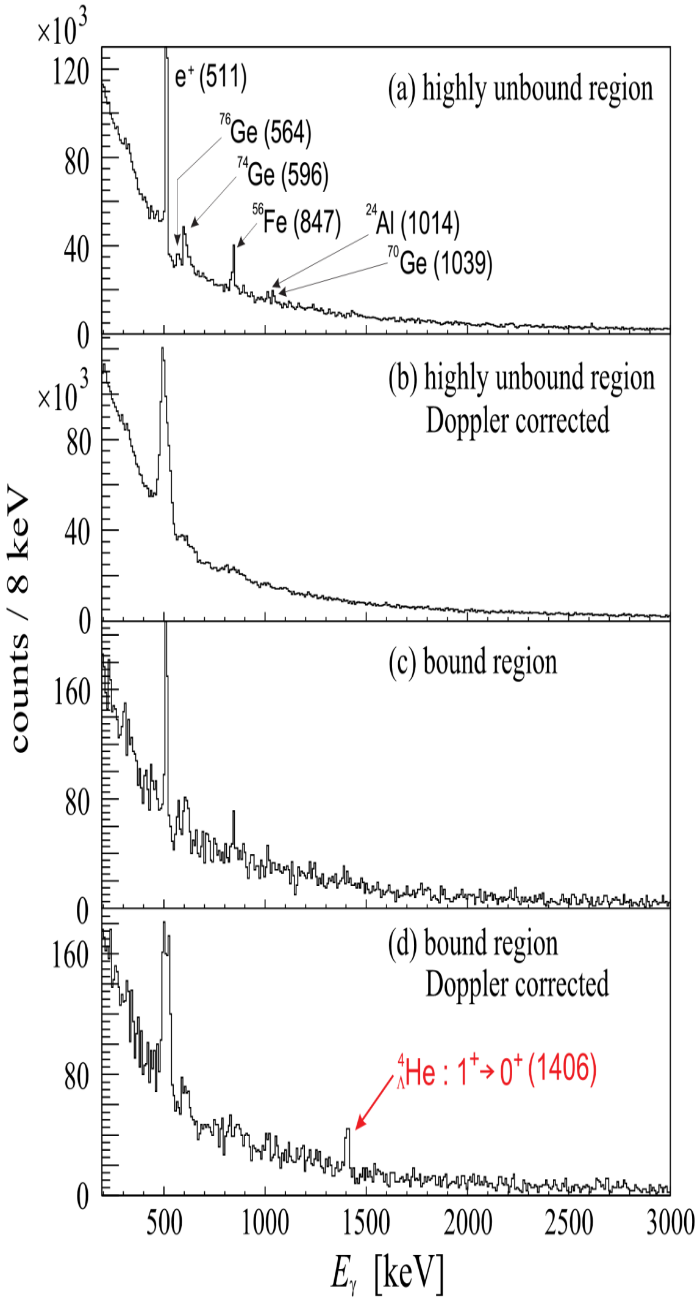 ×10³
120
80
40
0
e⁺ (511)
⁷⁶Ge (564)
⁷⁴Ge (596)
⁵⁶Fe (847)
²⁴Al (1014)
⁷⁰Ge (1039)
(a) highly unbound region
×10³
80
40
0
(b) highly unbound region
Doppler corrected
counts / 8 keV
160
80
0
(c) bound region
160
80
0
(d) bound region
Doppler corrected
⁴ΛHe : 1⁺→ 0⁺ (1406)
500 1000 1500 2000 2500 3000
Eγ [keV]